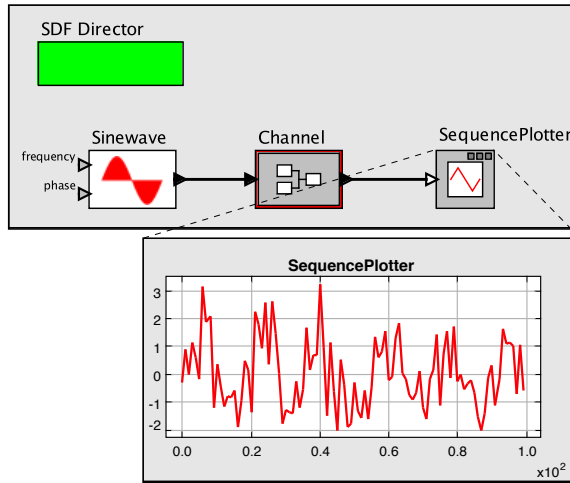 SDF Director
Sinewave
Channel
SequencePlotter
frequency
phase
SequencePlotter
3
2
1
0
-1
-2
0.0 0.2 0.4 0.6 0.8 1.0
x10²